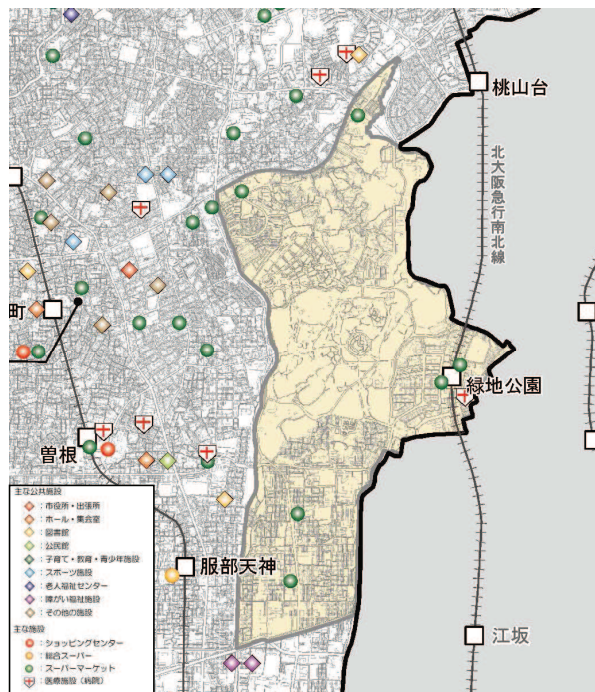 桃山台
北大阪急行南北線
町
緑地公園
曽根
服部天神
江坂
主な公共施設
：市役所・出張所
：ホール・集会室
：図書館
：公民館
：子育て・教育・青少年施設
：スポーツ施設
：老人福祉センター
：障がい福祉施設
：その他の施設
主な施設
：ショッピングセンター
：総合スーパー
：スーパーマーケット
：医療施設（病院）